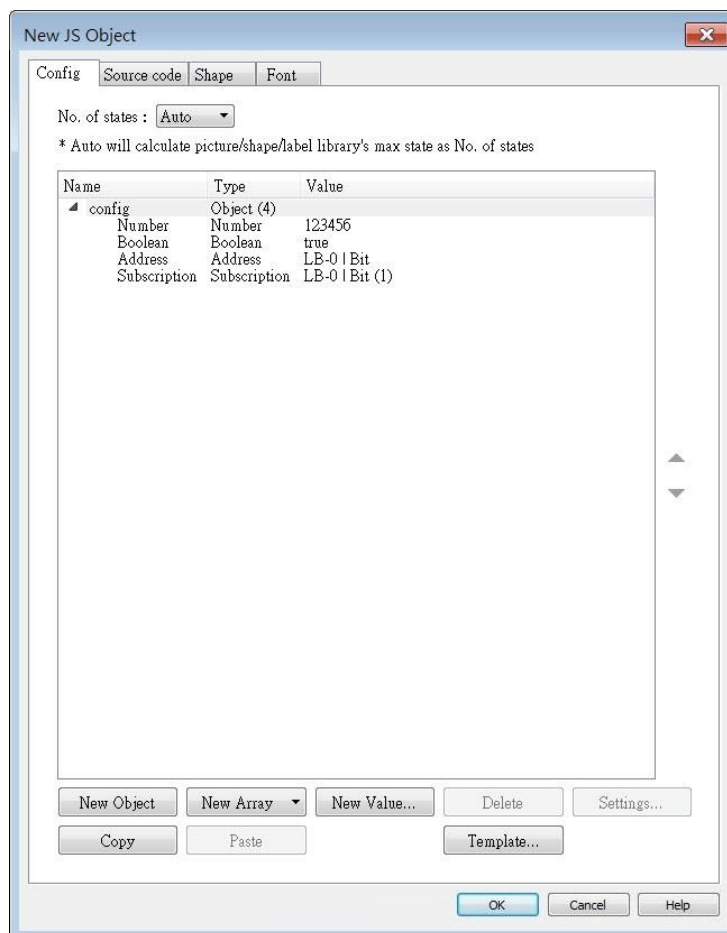 New JS Object
Config Source code Shape Font
No. of states : Auto
* Auto will calculate picture/shape/label library's max state as No. of states
Name Type Value
config Object (4)
Number Number 123456
Boolean Boolean true
Address Address LB-0 | Bit
Subscription Subscription LB-0 | Bit (1)
New Object New Array New Value... Delete Settings...
Copy Paste Template...
OK Cancel Help